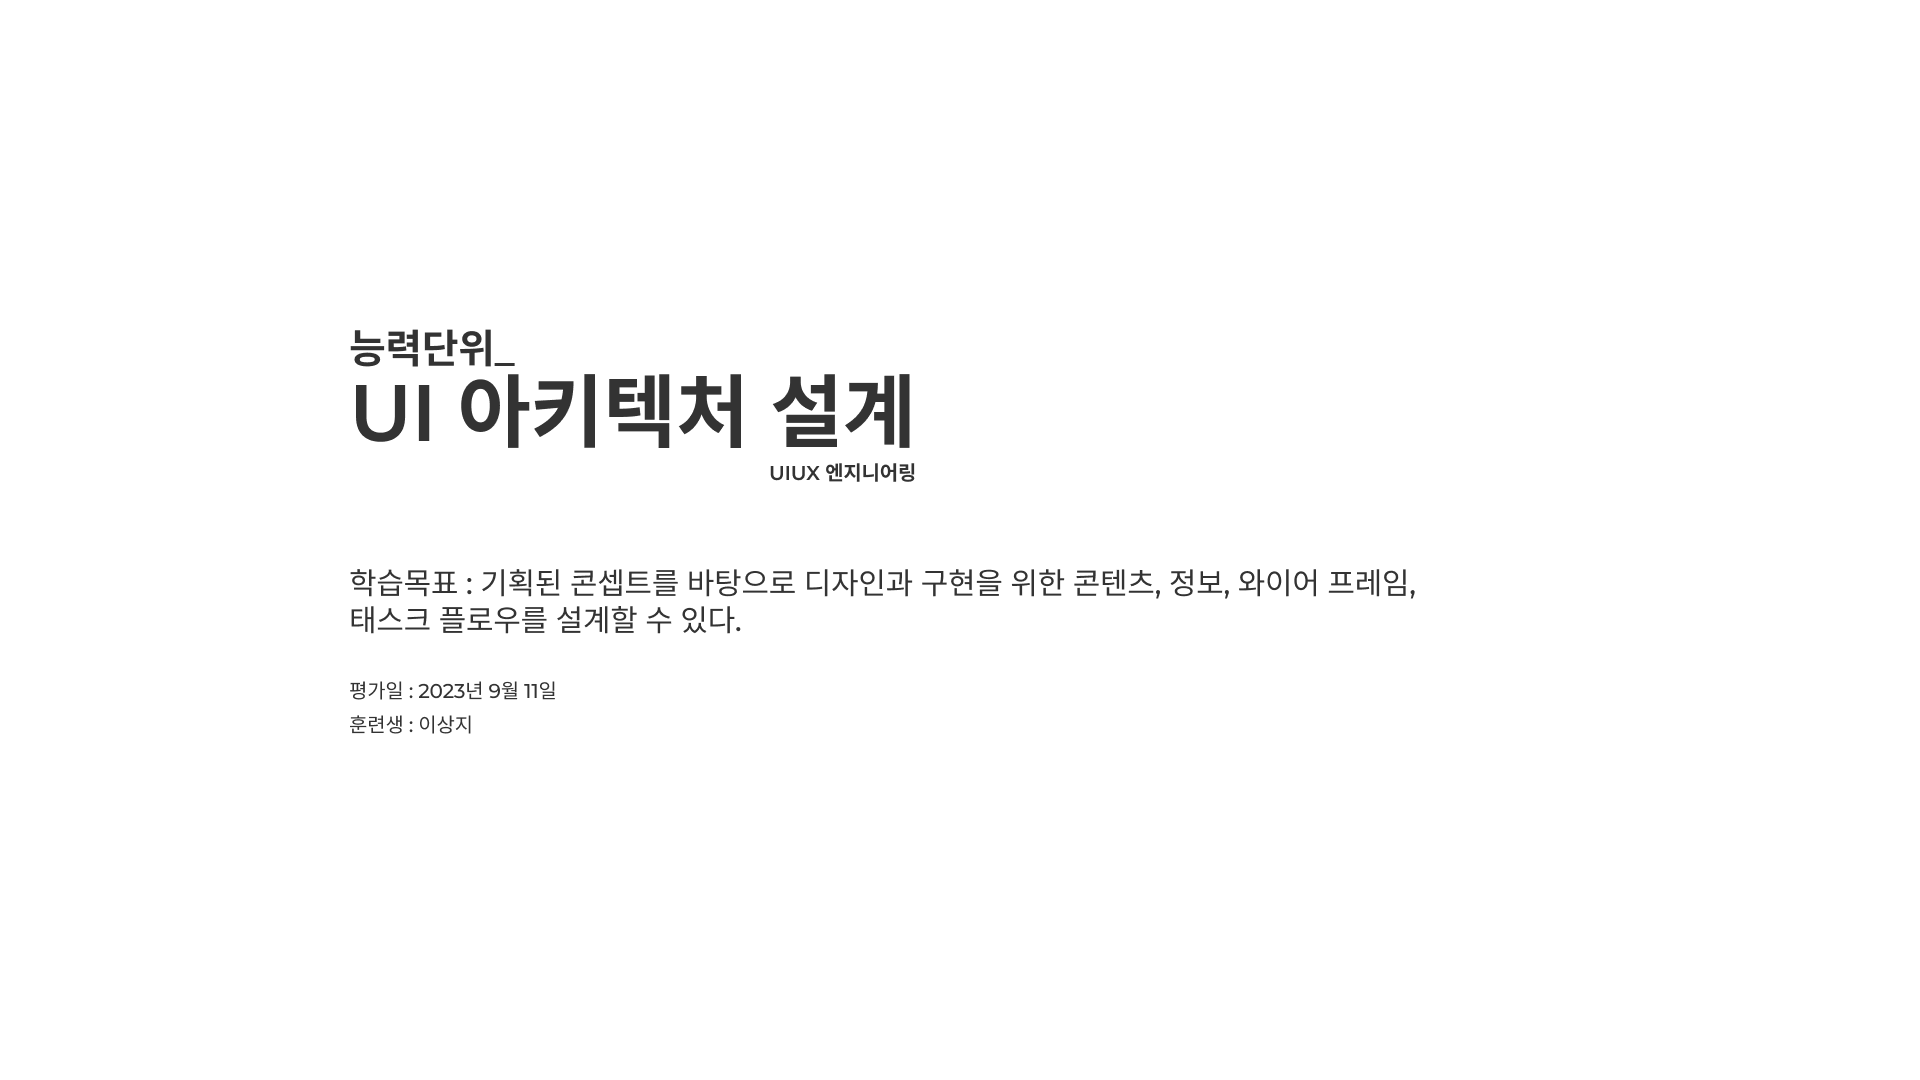 능력단위_
UI 아키텍처 설계
UIUX 엔지니어링
학습목표 : 기획된 콘셉트를 바탕으로 디자인과 구현을 위한 콘텐츠, 정보, 와이어 프레임,
태스크 플로우를 설계할 수 있다.
평가일 : 2023년 9월 11일
훈련생 : 이상지